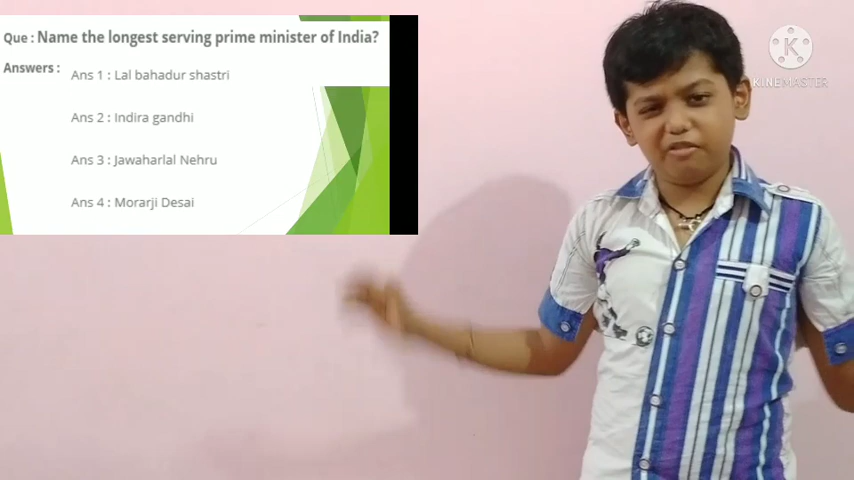 Que : Name the longest serving prime minister of India?
Answers :
Ans 1 : Lal bahadur shastri
Ans 2 : Indira gandhi
Ans 3 : Jawaharlal Nehru
Ans 4 : Morarji Desai
K
KINEMASTER